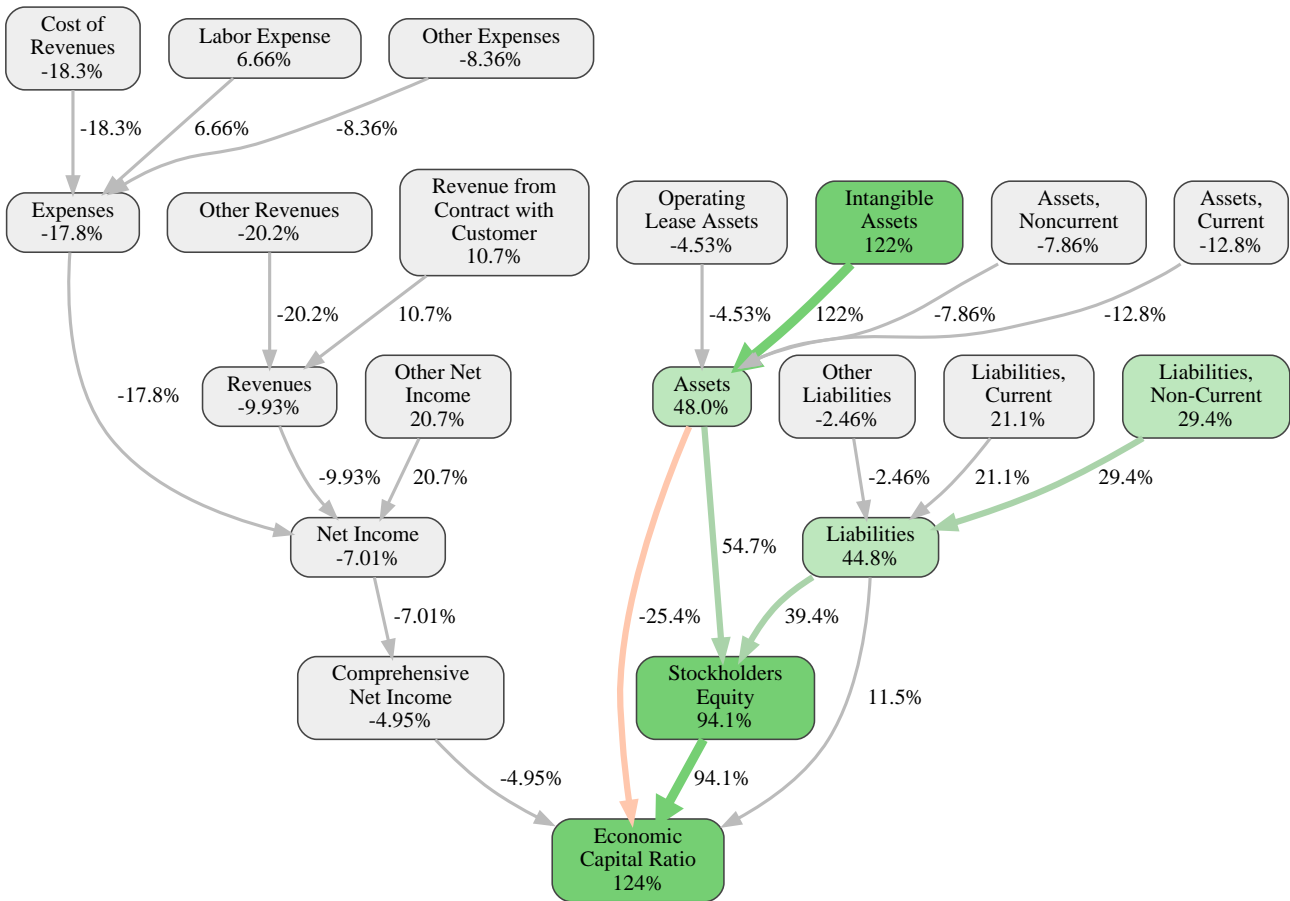 Cost of
Revenues
-18.3%
Labor Expense
6.66%
Other Expenses
-8.36%
-18.3%
6.66%
-8.36%
Expenses
-17.8%
Other Revenues
-20.2%
Revenue from
Contract with
Customer
10.7%
Operating
Lease Assets
-4.53%
Intangible
Assets
122%
Assets,
Noncurrent
-7.86%
Assets,
Current
-12.8%
-20.2%
10.7%
-4.53%
122%
-7.86%
-12.8%
-17.8%
Revenues
-9.93%
Other Net
Income
20.7%
Assets
48.0%
Other
Liabilities
-2.46%
Liabilities,
Current
21.1%
Liabilities,
Non-Current
29.4%
-9.93%
20.7%
-2.46%
21.1%
29.4%
Net Income
-7.01%
54.7%
Liabilities
44.8%
-7.01%
-25.4%
39.4%
Comprehensive
Net Income
-4.95%
Stockholders
Equity
94.1%
11.5%
-4.95%
94.1%
Economic
Capital Ratio
124%